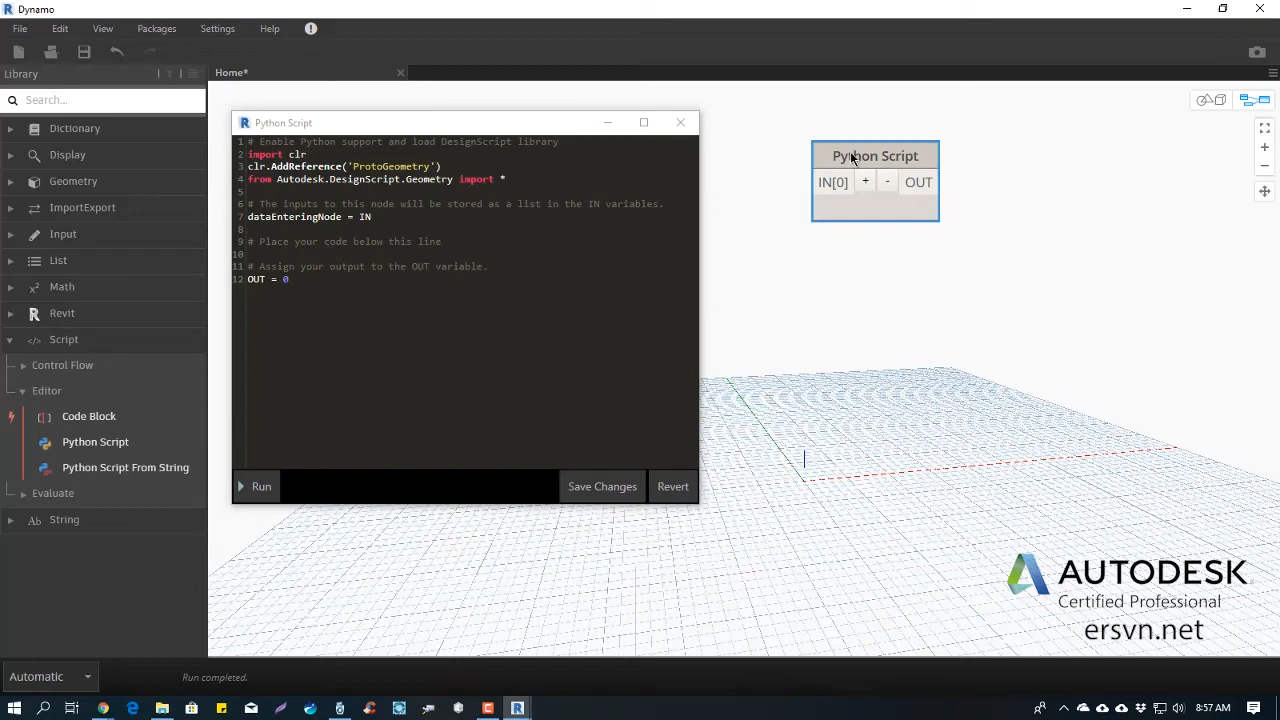 Dynamo
File Edit View Packages Settings Help
Library
Home*
Search...
Dictionary
Display
Geometry
ImportExport
Input
List
Math
Revit
Script
Control Flow
Editor
Code Block
Python Script
Python Script From String
Evaluate
Ab String
Python Script
1 # Enable Python support and load DesignScript library
2 import clr
3 clr.AddReference('ProtoGeometry')
4 from Autodesk.DesignScript.Geometry import *
5
6 # The inputs to this node will be stored as a list in the IN variables.
7 dataEnteringNode = IN
8
9 # Place your code below this line
10
11 # Assign your output to the OUT variable.
12 OUT = 0
Run Save Changes Revert
Python Script
IN[0] + - OUT
AUTODESK
Certified Professional
ersvn.net
Automatic
Run completed.
8:57 AM